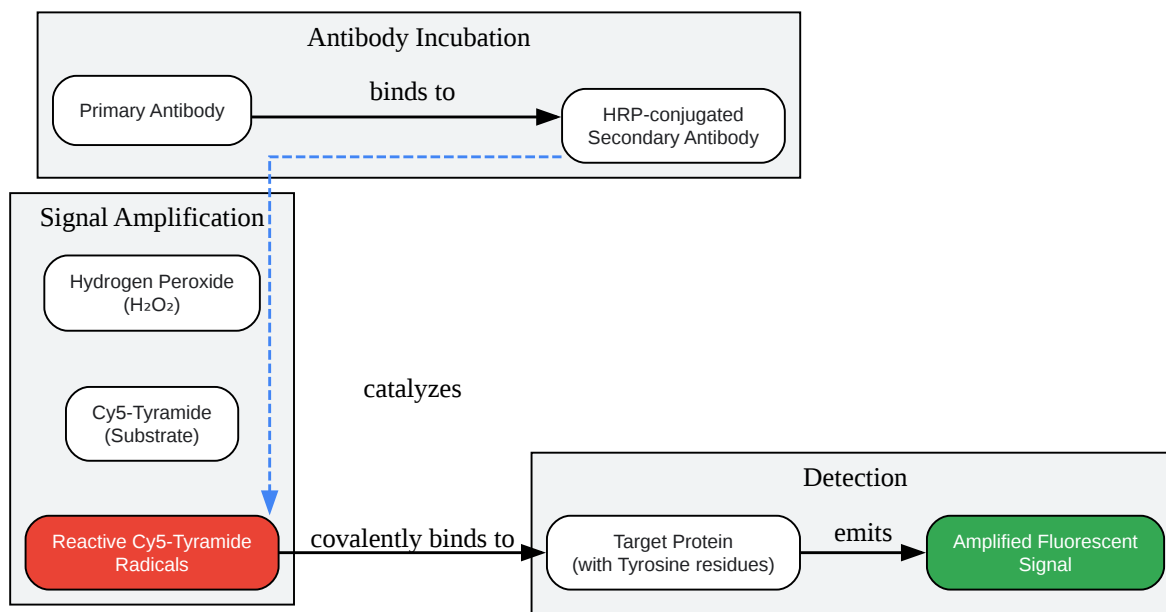 Antibody Incubation
Primary Antibody
binds to
HRP-conjugated
Secondary Antibody
Signal Amplification
Hydrogen Peroxide
(H₂O₂)
Cy5-Tyramide
(Substrate)
catalyzes
Reactive Cy5-Tyramide
Radicals
covalently binds to
Detection
Target Protein
(with Tyrosine residues)
emits
Amplified Fluorescent
Signal